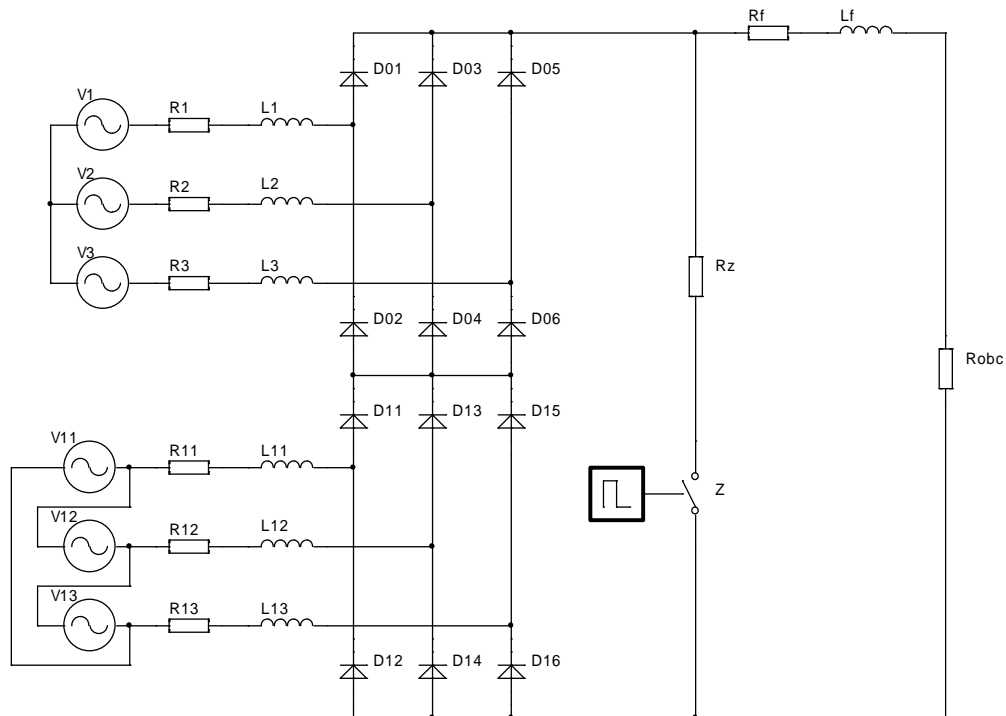 Rf
Lf
D01
D03
D05
V1
R1
L1
V2
R2
L2
V3
R3
L3
Rz
D02
D04
D06
Robc
D11
D13
D15
V11
R11
L11
Z
V12
R12
L12
V13
R13
L13
D12
D14
D16